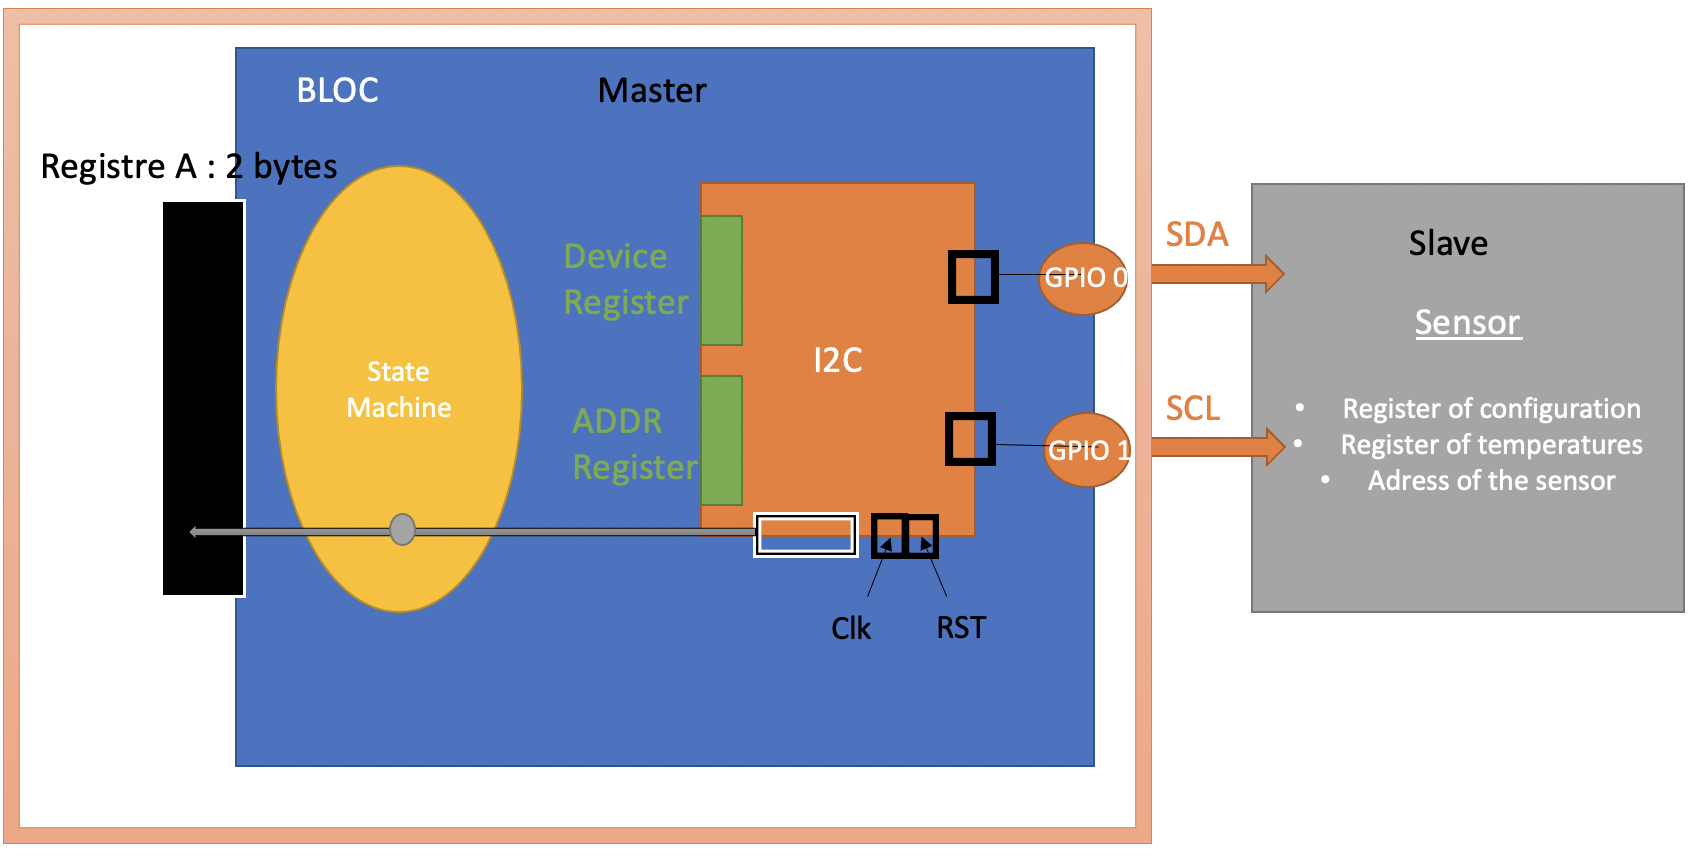 BLOC
Master
Registre A : 2 bytes
State
Machine
Device
Register
ADDR
Register
I2C
Clk
RST
GPIO 0
GPIO 1
SDA
SCL
Slave
Sensor
• Register of configuration
• Register of temperatures
• Adress of the sensor